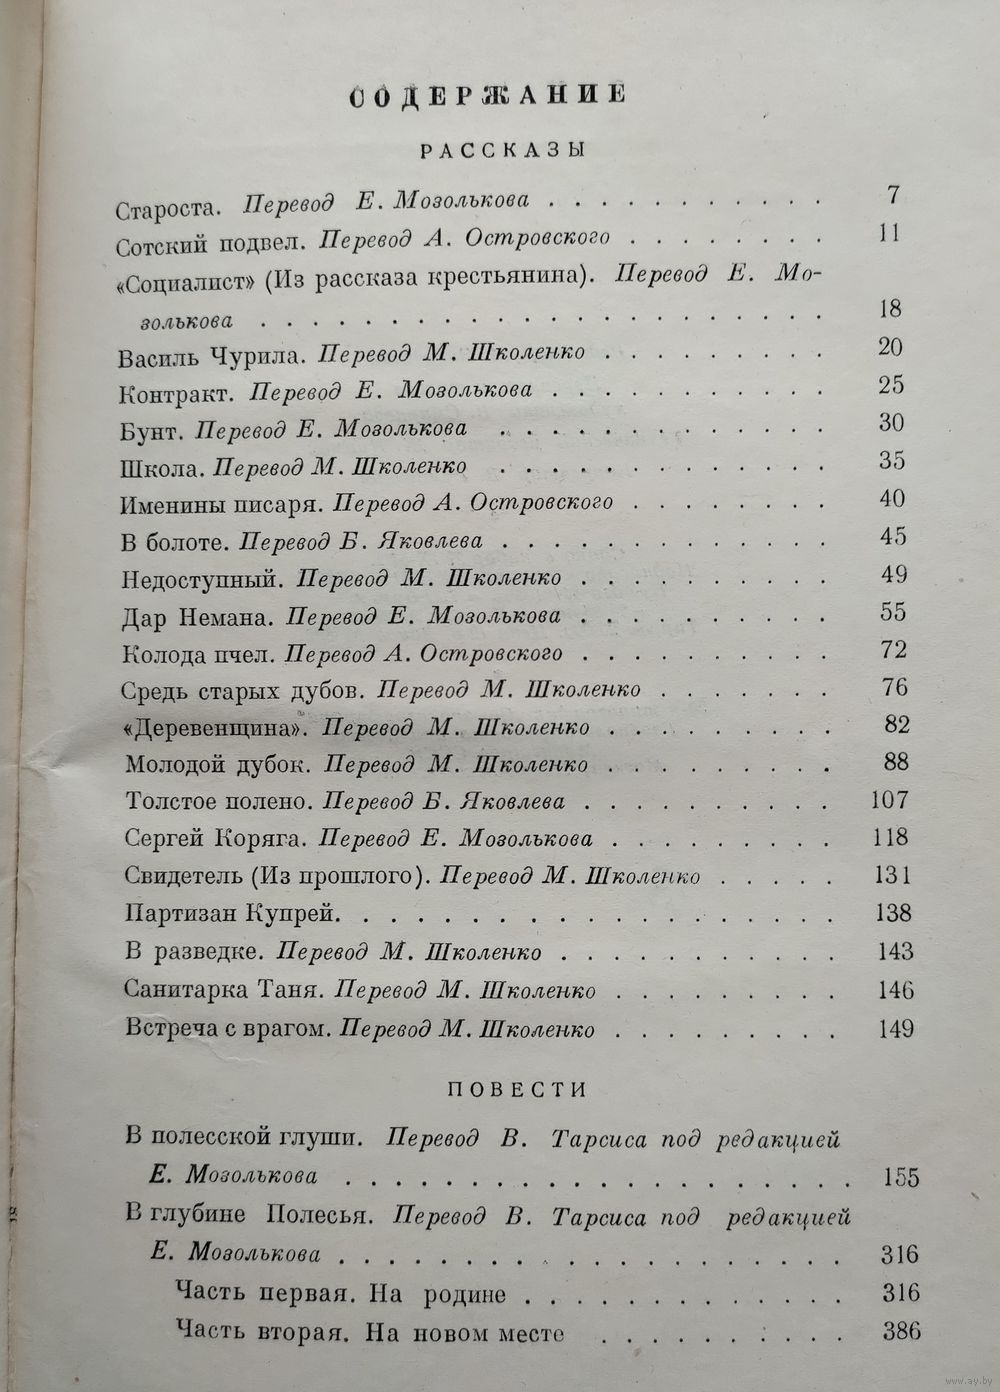 СОДЕРЖАНИЕ
РАССКАЗЫ
Староста. Перевод Е. Мозолькова . . . . . . . . . . . 7
Сотский подвел. Перевод А. Островского . . . . . . . . 11
«Социалист» (Из рассказа крестьянина). Перевод Е. Мо-
золькова . . . . . . . . . . . . . . . . . . . . . . 18
Василь Чурила. Перевод М. Школенко . . . . . . . . . 20
Контракт. Перевод Е. Мозолькова . . . . . . . . . . . 25
Бунт. Перевод Е. Мозолькова . . . . . . . . . . . . . 30
Школа. Перевод М. Школенко . . . . . . . . . . . . . 35
Именины писаря. Перевод А. Островского . . . . . . . . 40
В болоте. Перевод Б. Яковлева . . . . . . . . . . . . . 45
Недоступный. Перевод М. Школенко . . . . . . . . . . 49
Дар Немана. Перевод Е. Мозолькова . . . . . . . . . . 55
Колода пчел. Перевод А. Островского . . . . . . . . . . 72
Средь старых дубов. Перевод М. Школенко . . . . . . . 76
«Деревенщина». Перевод М. Школенко . . . . . . . . . 82
Молодой дубок. Перевод М. Школенко . . . . . . . . . 88
Толстое полено. Перевод Б. Яковлева . . . . . . . . . . 107
Сергей Коряга. Перевод Е. Мозолькова . . . . . . . . . 118
Свидетель (Из прошлого). Перевод М. Школенко . . . . . 131
Партизан Купрей. . . . . . . . . . . . . . . . . . . . 138
В разведке. Перевод М. Школенко . . . . . . . . . . . 143
Санитарка Таня. Перевод М. Школенко . . . . . . . . . 146
Встреча с врагом. Перевод М. Школенко . . . . . . . . . 149
ПОВЕСТИ
В полесской глуши. Перевод В. Тарсиса под редакцией
Е. Мозолькова . . . . . . . . . . . . . . . . . . . . 155
В глубине Полесья. Перевод В. Тарсиса под редакцией
Е. Мозолькова . . . . . . . . . . . . . . . . . . . . 316
Часть первая. На родине . . . . . . . . . . . . . 316
Часть вторая. На новом месте . . . . . . . . . . 386
www.ay.by